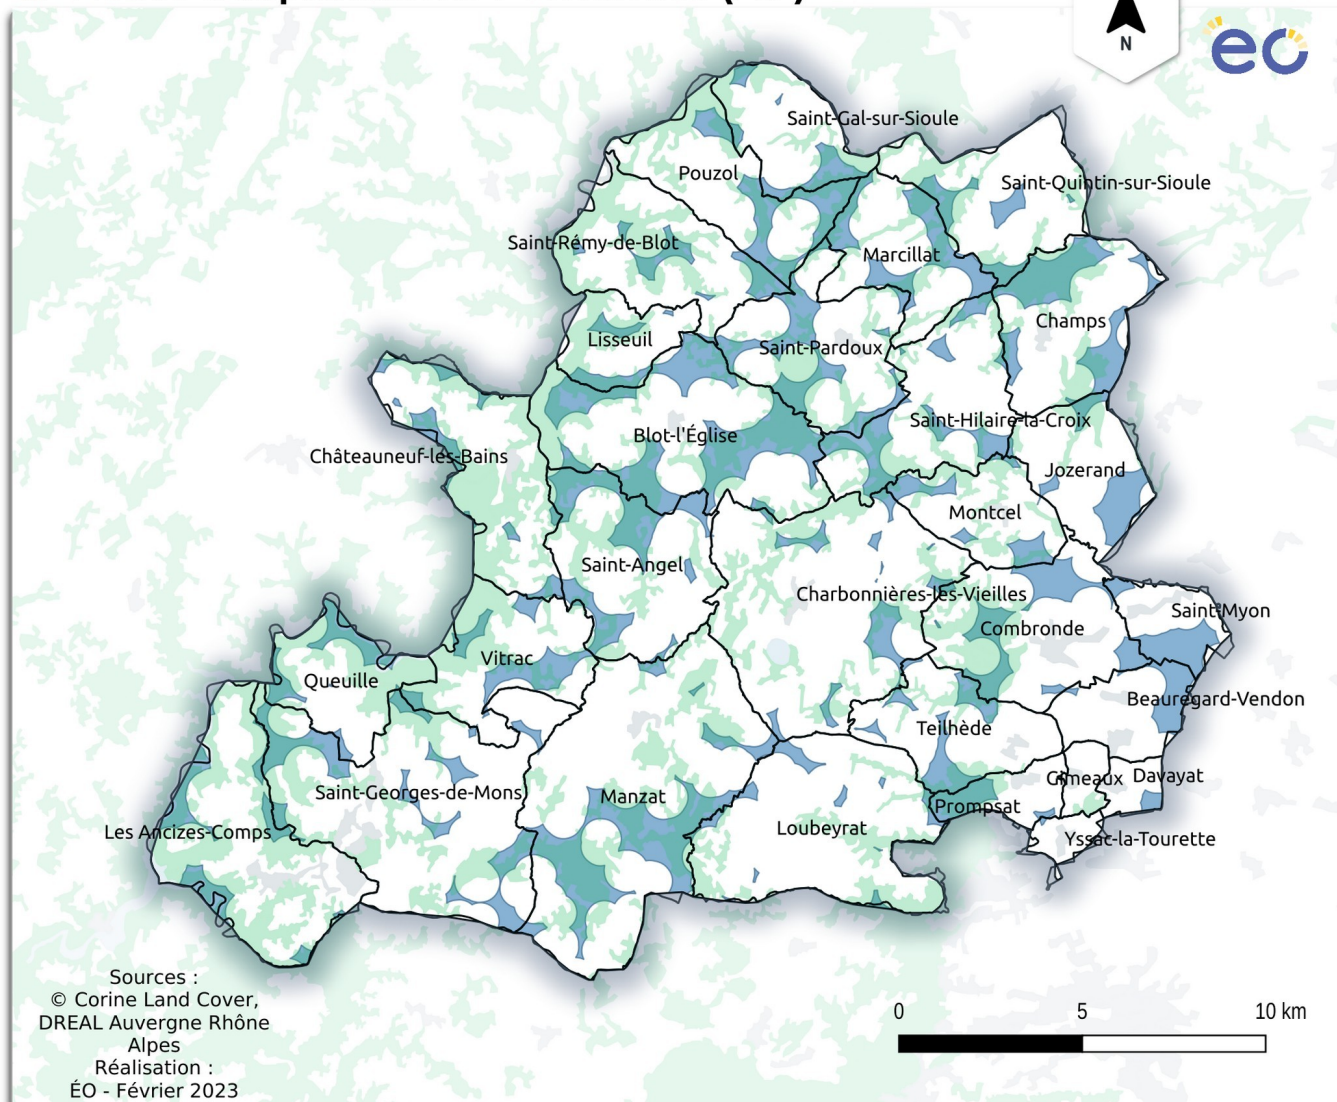 N
éo
Saint-Gal-sur-Sioule
Pouzol
Saint-Quintin-sur-Sioule
Saint-Rémy-de-Blot
Marcillat
Champs
Lisseuil
Saint-Pardoux
Saint-Hilaire-la-Croix
Blot-l'Église
Châteauneuf-les-Bains
Jozerand
Montcel
Saint-Angel
Charbonnières-les-Vieilles
Saint-Myon
Combronde
Vitrac
Queuille
Beauregard-Vendon
Teilhède
Gimeaux
Davayat
Saint-Georges-de-Mons
Manzat
Prompsat
Loubeyrat
Les Ancizes-Comps
Yssac-la-Tourette
Sources :
© Corine Land Cover,
DREAL Auvergne Rhône
Alpes
Réalisation :
ÉO - Février 2023
0 5 10 km